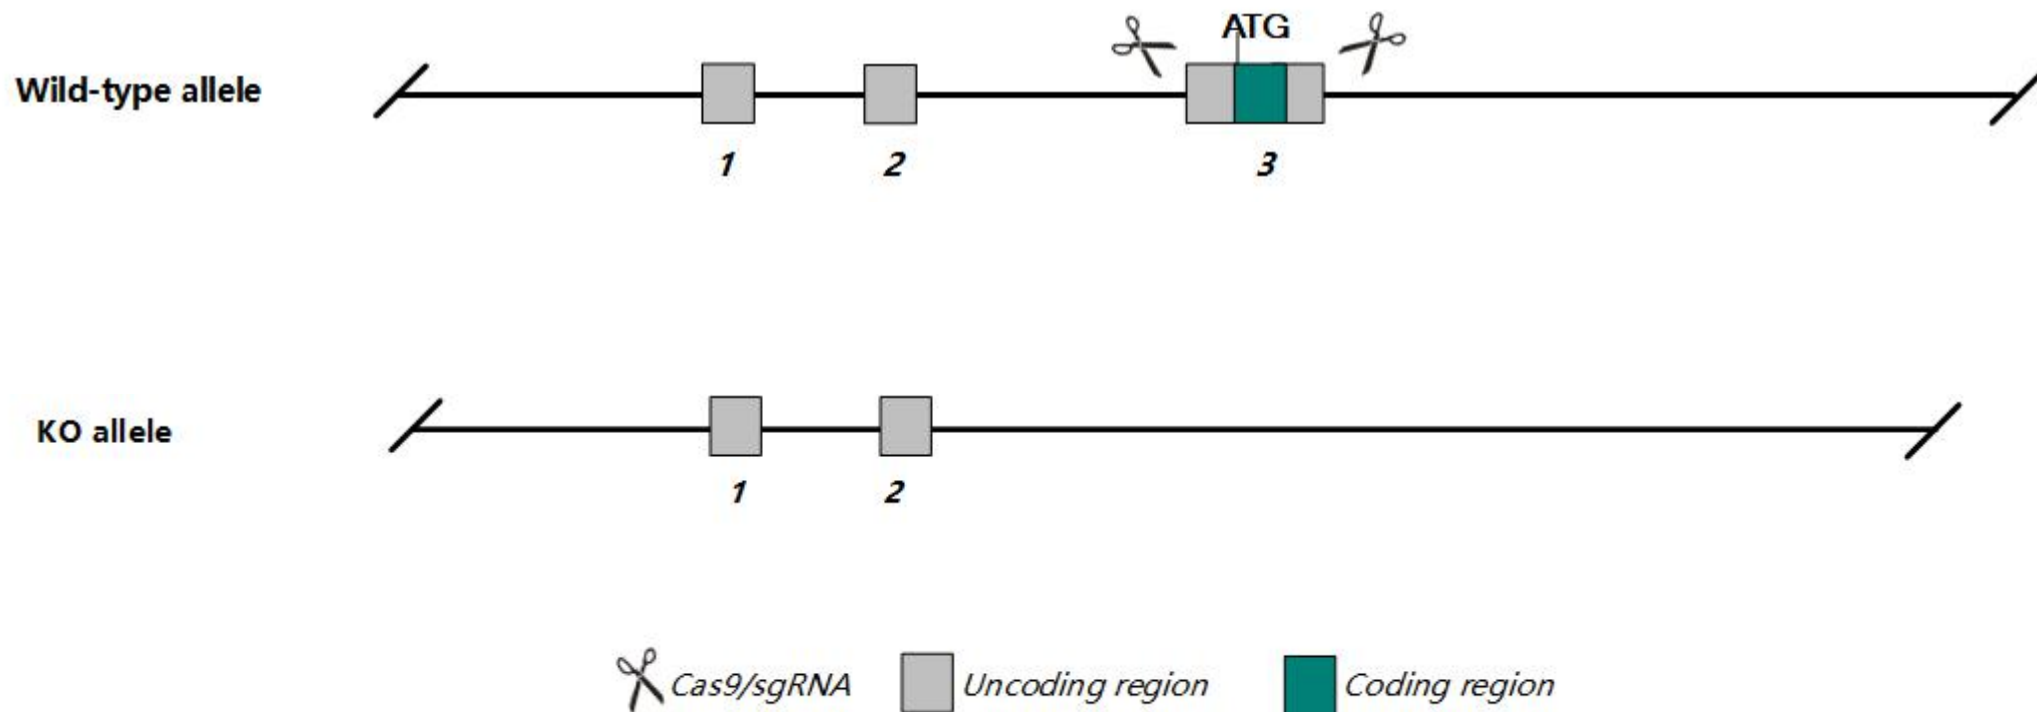 ATG
Wild-type allele
1 2 3
KO allele
1 2
Cas9/sgRNA Uncoding region Coding region